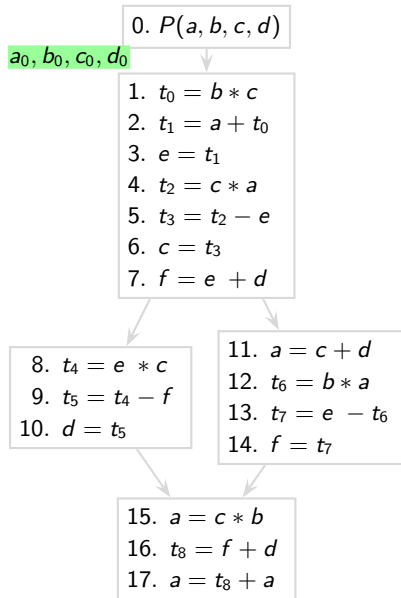 0. P(a, b, c, d)
a₀, b₀, c₀, d₀
1. t₀ = b ∗ c
2. t₁ = a + t₀
3. e = t₁
4. t₂ = c ∗ a
5. t₃ = t₂ − e
6. c = t₃
7. f = e + d
8. t₄ = e ∗ c
9. t₅ = t₄ − f
10. d = t₅
11. a = c + d
12. t₆ = b ∗ a
13. t₇ = e − t₆
14. f = t₇
15. a = c ∗ b
16. t₈ = f + d
17. a = t₈ + a